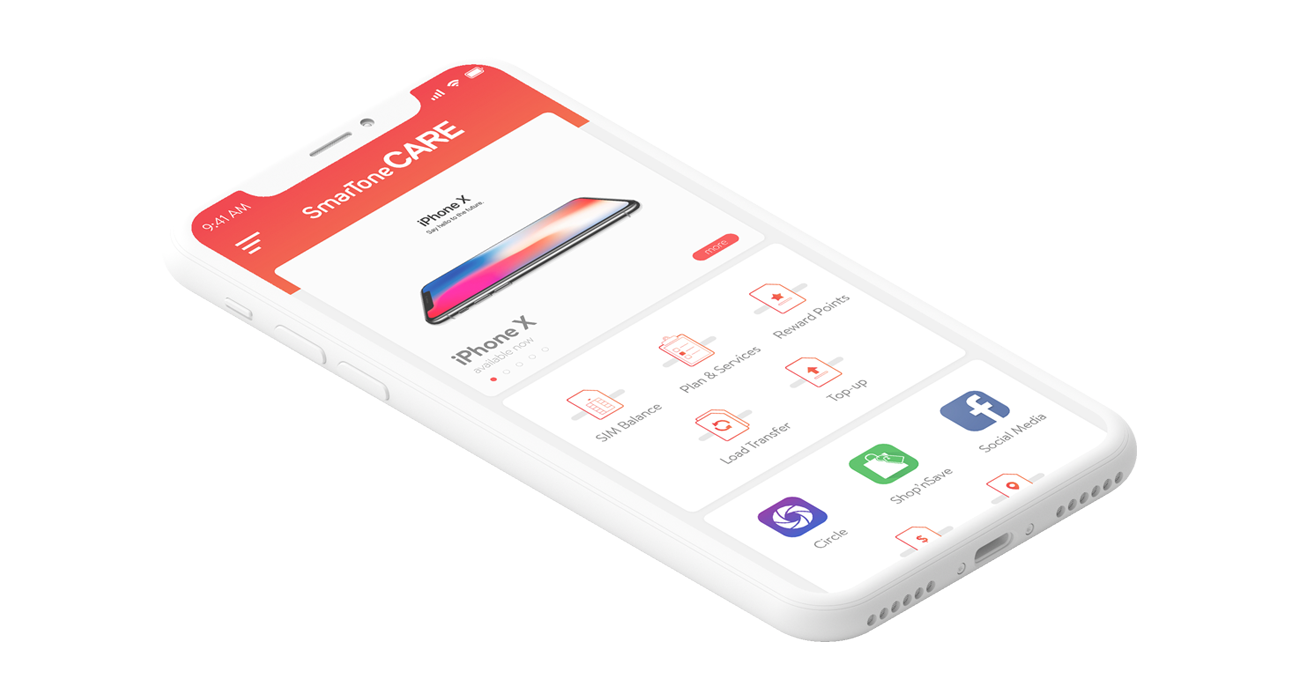 9:41 AM
SmarTone CARE
iPhone X
Say hello to the future.
more
iPhone X
available now
SIM Balance
Plan & Services
Reward Points
Load Transfer
Top-up
Circle
Shop'nSave
Social Media